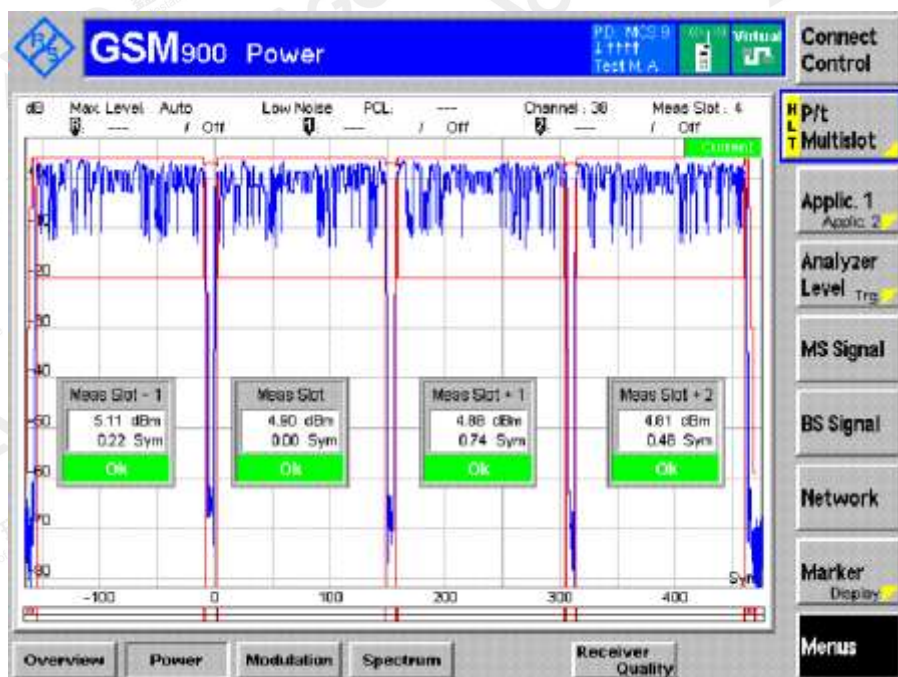 R&S
GSM900 Power
PD: MCS 9
Test M. A
Virtual
Connect Control
dB Max. Level: Auto Low Noise PCL: --- Channel : 38 Meas Slot : 4
--- / Off 1 --- / Off 2 --- / Off
Current
HLT
P/t Multislot
Applic. 1
Applic. 2
Analyzer Level Trg
MS Signal
BS Signal
Network
Marker
Display
Menus
-20
-30
-40
-50
-60
-70
-80
Meas Slot - 1
5.11 dBm
0.22 Sym
Ok
Meas Slot
4.90 dBm
0.00 Sym
Ok
Meas Slot + 1
4.88 dBm
0.74 Sym
Ok
Meas Slot + 2
4.81 dBm
0.48 Sym
Ok
Sym
-100 0 100 200 300 400
Overview Power Modulation Spectrum Receiver Quality